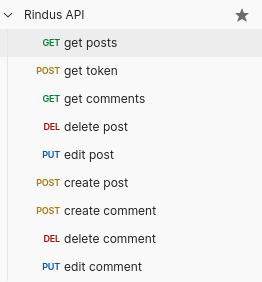 Rindus API
GET get posts
POST get token
GET get comments
DEL delete post
PUT edit post
POST create post
POST create comment
DEL delete comment
PUT edit comment